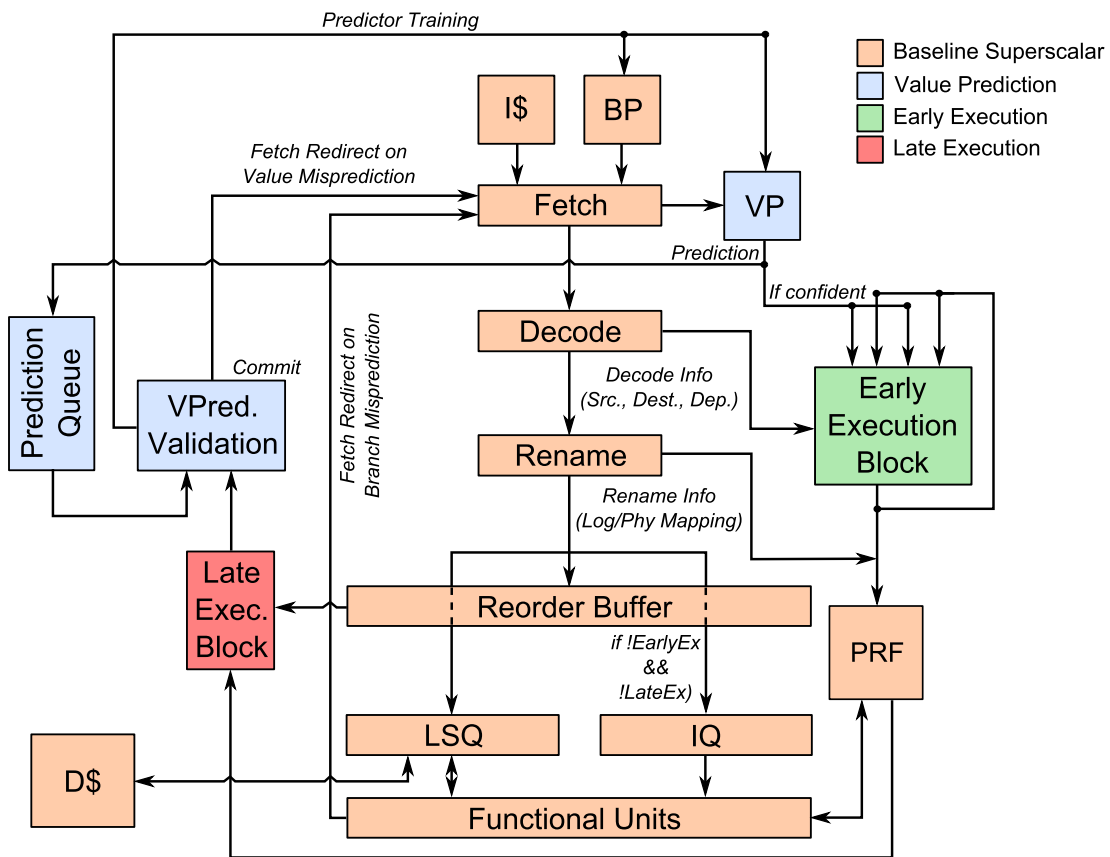 Predictor Training
Baseline Superscalar
Value Prediction
Early Execution
Late Execution
I$
BP
Fetch Redirect on
Value Misprediction
Fetch
VP
Prediction
If confident
Prediction
Queue
Fetch Redirect on
Branch Misprediction
Decode
Commit
VPred.
Validation
Decode Info
(Src., Dest., Dep.)
Early
Execution
Block
Rename
Rename Info
(Log/Phy Mapping)
Late
Exec.
Block
Reorder Buffer
if !EarlyEx
&&
!LateEx)
PRF
LSQ
IQ
D$
Functional Units